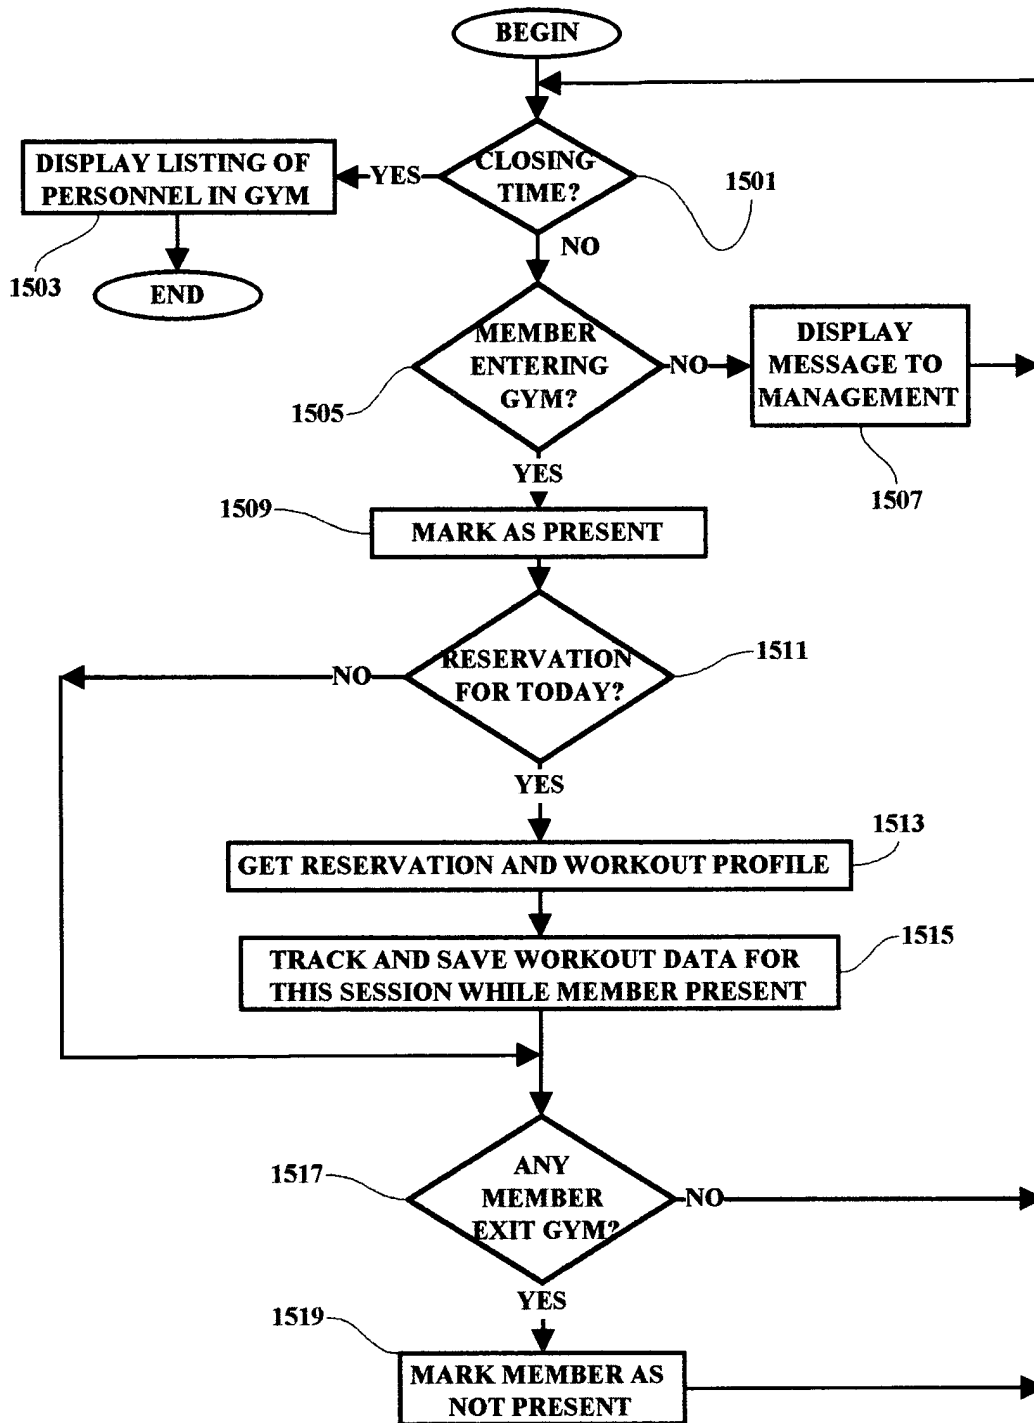 BEGIN
CLOSING
TIME?
YES
DISPLAY LISTING OF
PERSONNEL IN GYM
1501
1503
END
NO
MEMBER
ENTERING
GYM?
NO
DISPLAY
MESSAGE TO
MANAGEMENT
1505
1507
YES
1509
MARK AS PRESENT
RESERVATION
FOR TODAY?
1511
NO
YES
1513
GET RESERVATION AND WORKOUT PROFILE
1515
TRACK AND SAVE WORKOUT DATA FOR
THIS SESSION WHILE MEMBER PRESENT
1517
ANY
MEMBER
EXIT GYM?
NO
YES
1519
MARK MEMBER AS
NOT PRESENT